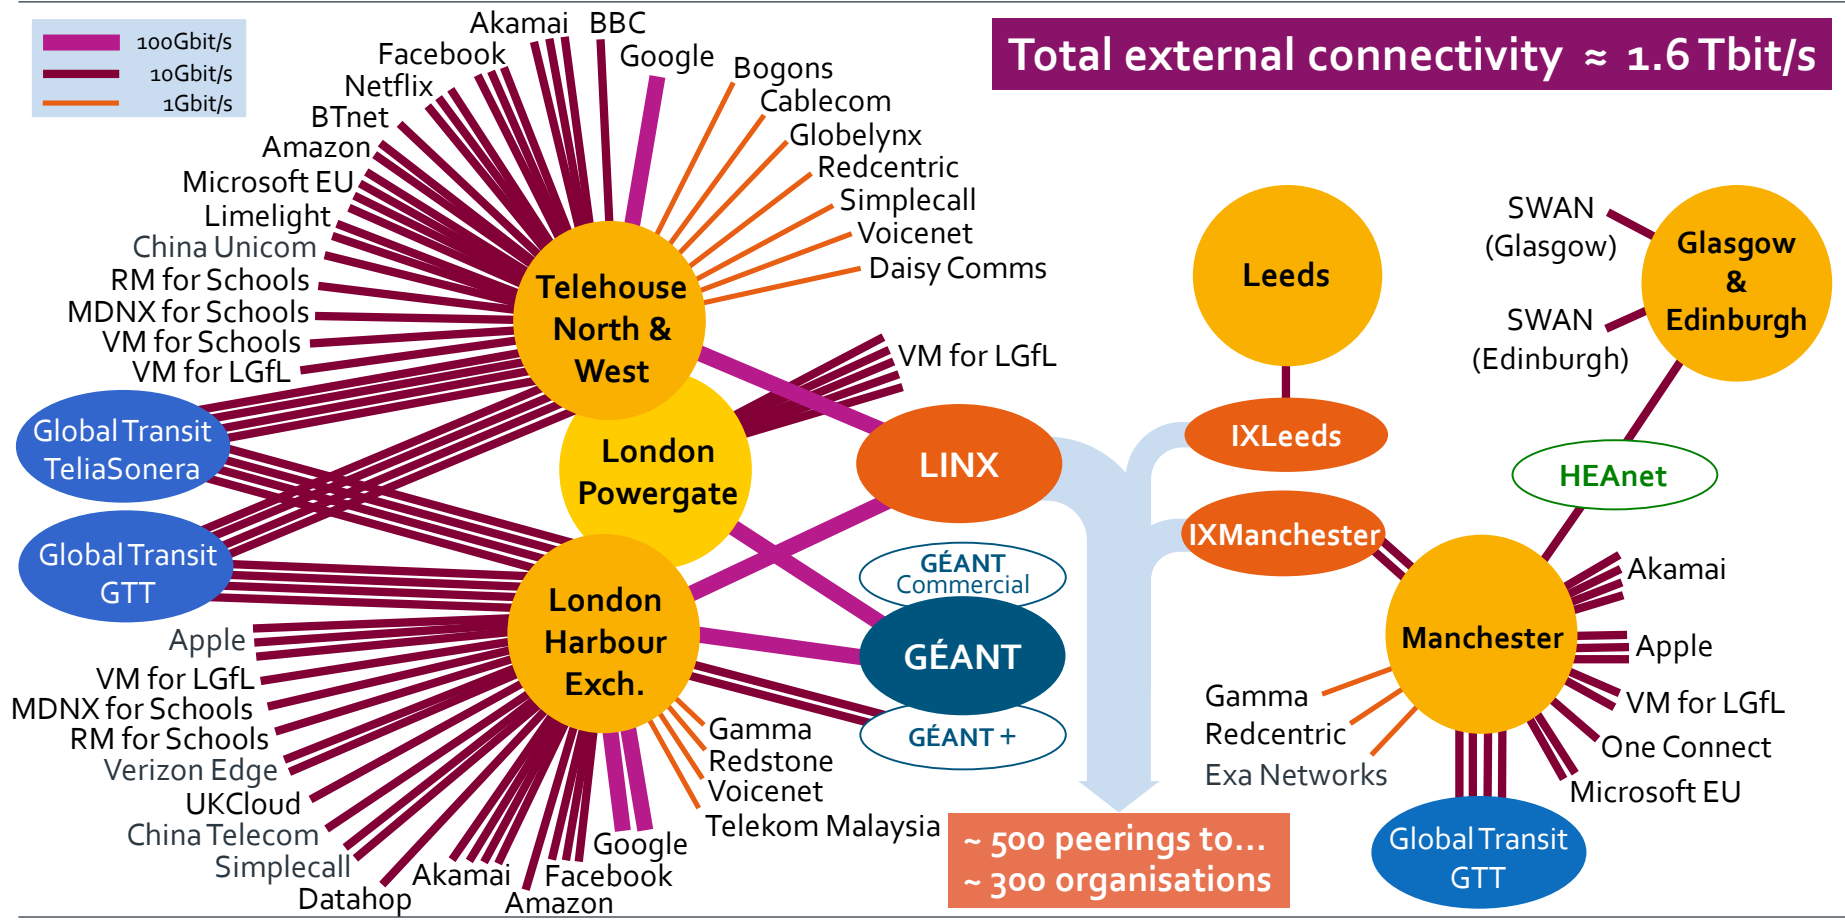 100Gbit/s
10Gbit/s
1Gbit/s
Total external connectivity ≈ 1.6 Tbit/s
Akamai
BBC
Facebook
Google
Netflix
Bogons
BTnet
Cablecom
Amazon
Globelynx
Microsoft EU
Redcentric
Limelight
Simplecall
China Unicom
Voicenet
RM for Schools
Daisy Comms
MDNX for Schools
VM for Schools
VM for LGfL
Telehouse
North &
West
VM for LGfL
Global Transit
TeliaSonera
London
Powergate
LINX
Global Transit
GTT
London
Harbour
Exch.
GÉANT
Commercial
GÉANT
GÉANT +
Apple
VM for LGfL
MDNX for Schools
RM for Schools
Verizon Edge
UKCloud
China Telecom
Simplecall
Datahop
Akamai
Amazon
Facebook
Google
Gamma
Redstone
Voicenet
Telekom Malaysia
~ 500 peerings to...
~ 300 organisations
Leeds
IXLeeds
IXManchester
SWAN
(Glasgow)
SWAN
(Edinburgh)
Glasgow
&
Edinburgh
HEAnet
Manchester
Akamai
Apple
VM for LGfL
One Connect
Microsoft EU
Gamma
Redcentric
Exa Networks
Global Transit
GTT